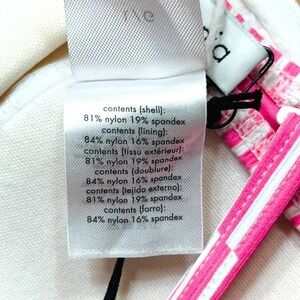 f\g
contents (shell):
81% nylon 19% spandex
contents (lining):
84% nylon 16% spandex
contents (tissu extérieur):
81% nylon 19% spandex
contents (doublure):
84% nylon 16% spandex
contents (tejido externo):
81% nylon 19% spandex
contents (forro):
84% nylon 16% spandex